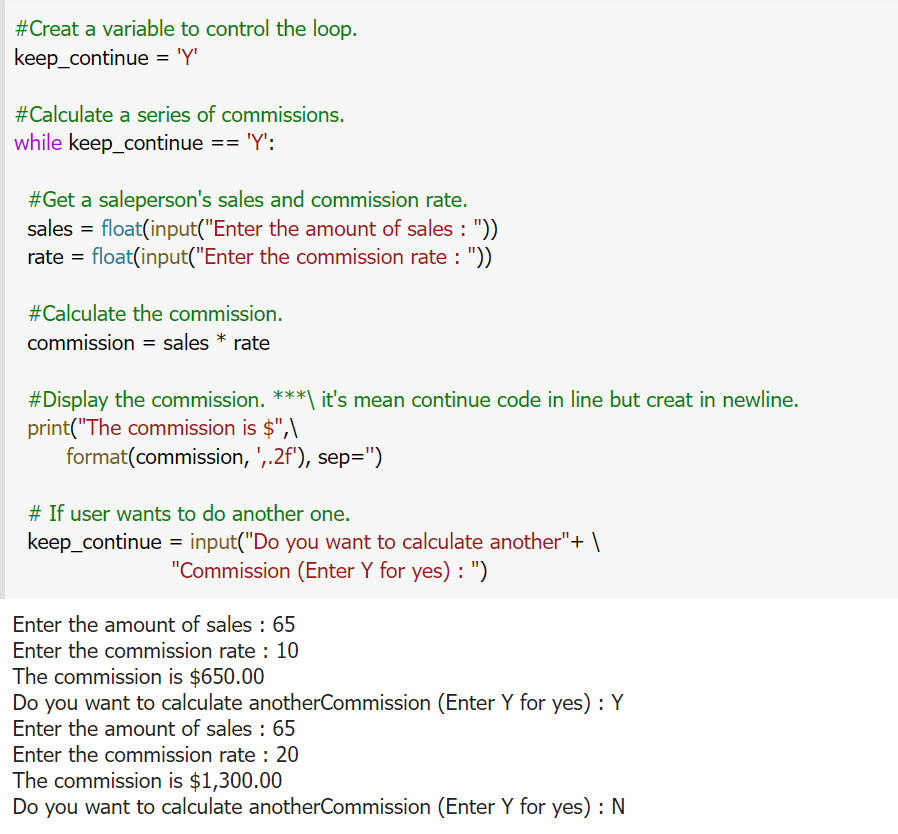 #Creat a variable to control the loop.
keep_continue = 'Y'
#Calculate a series of commissions.
while keep_continue == 'Y':
#Get a saleperson's sales and commission rate.
sales = float(input("Enter the amount of sales : "))
rate = float(input("Enter the commission rate : "))
#Calculate the commission.
commission = sales * rate
#Display the commission. ***\ it's mean continue code in line but creat in newline.
print("The commission is $",\
format(commission, ',.2f'), sep='')
# If user wants to do another one.
keep_continue = input("Do you want to calculate another"+ \
"Commission (Enter Y for yes) : ")
Enter the amount of sales : 65
Enter the commission rate : 10
The commission is $650.00
Do you want to calculate anotherCommission (Enter Y for yes) : Y
Enter the amount of sales : 65
Enter the commission rate : 20
The commission is $1,300.00
Do you want to calculate anotherCommission (Enter Y for yes) : N